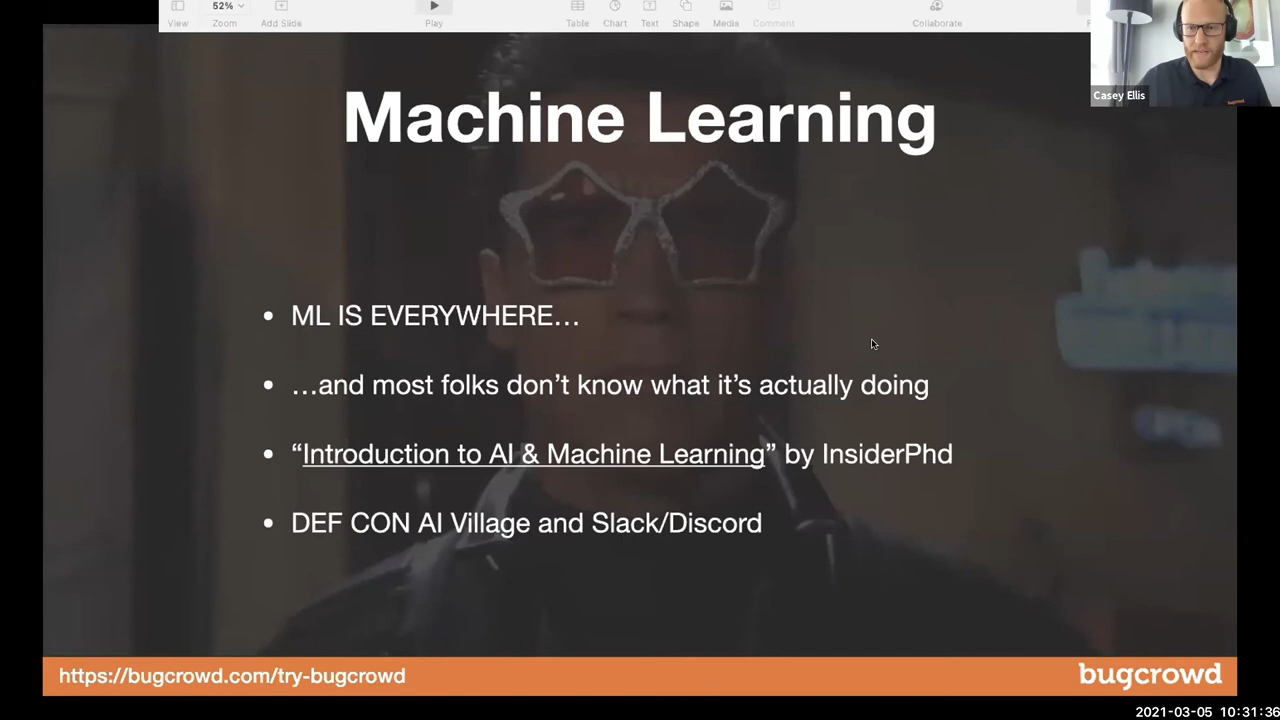 52%
View
Zoom
Add Slide
Play
Table
Chart
Text
Shape
Media
Comment
Collaborate
Casey Ellis
Machine Learning
• ML IS EVERYWHERE…
• …and most folks don’t know what it’s actually doing
• “Introduction to AI & Machine Learning” by InsiderPhd
• DEF CON AI Village and Slack/Discord
https://bugcrowd.com/try-bugcrowd
bugcrowd
2021-03-05 10:31:36